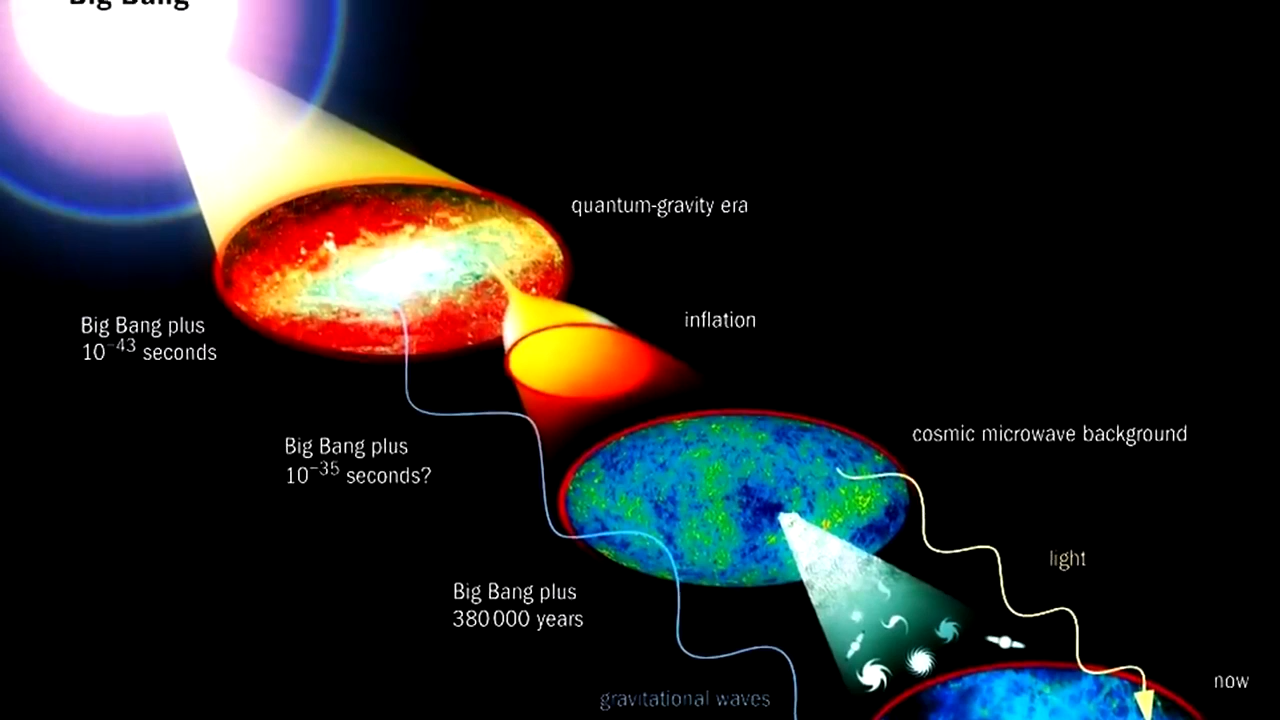 Big Bang
quantum-gravity era
Big Bang plus
10⁻⁴³ seconds
inflation
Big Bang plus
10⁻³⁵ seconds?
cosmic microwave background
light
Big Bang plus
380 000 years
now
gravitational waves